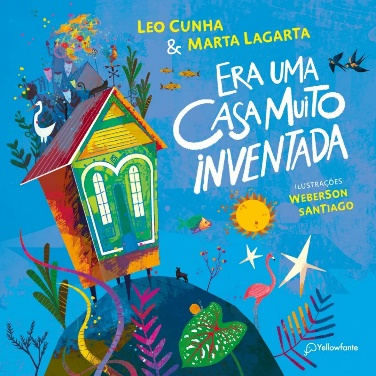 LEO CUNHA
& MARTA LAGARTA
ERA UMA
CASA MUITO
INVENTADA
ILUSTRAÇÕES
WEBERSON
SANTIAGO
Yellowfante